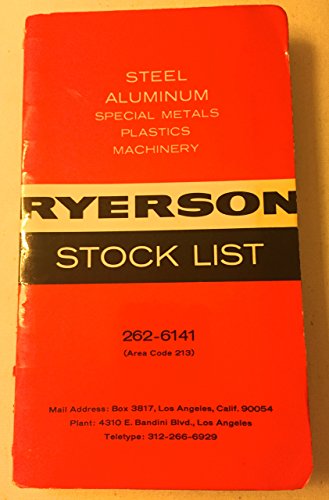 STEEL
ALUMINUM
SPECIAL METALS
PLASTICS
MACHINERY
RYERSON
STOCK LIST
262-6141
(Area Code 213)
Mail Address: Box 3817, Los Angeles, Calif. 90054
Plant: 4310 E. Bandini Blvd., Los Angeles
Teletype: 312-266-6929